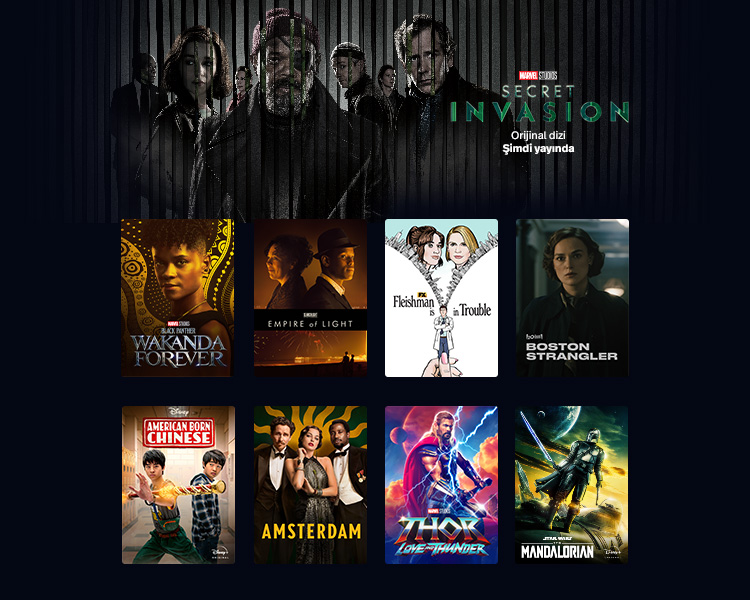 MARVEL STUDIOS
SECRET
INVASION
Orijinal dizi
Şimdi yayında
MARVEL STUDIOS
BLACK PANTHER
WAKANDA
FOREVER
EMPIRE of LIGHT
FX
Fleishman
is in Trouble
BOSTON
STRANGLER
Disney
AMERICAN BORN
CHINESE
Disney+
ORIGINAL
AMSTERDAM
MARVEL STUDIOS
THOR
LOVE AND THUNDER
STAR WARS
THE
MANDALORIAN
Disney+